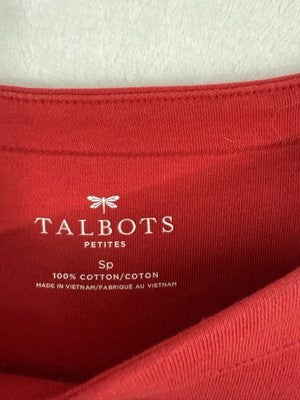 TALBOTS
PETITES
Sp
100% COTTON/COTON
MADE IN VIETNAM/FABRIQUÉ AU VIETNAM